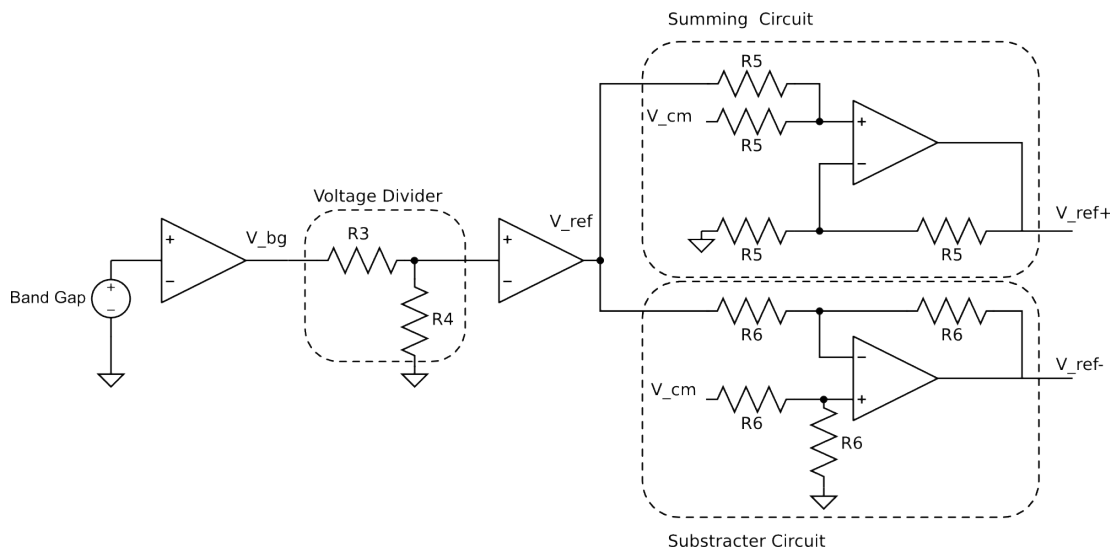 Summing Circuit
R5
V_cm
+
R5
−
Voltage Divider
V_ref
V_ref+
R3
V_bg
R5
R5
+
+
−
−
Band Gap
+
−
R4
R6
R6
V_ref-
−
V_cm
+
R6
R6
Substracter Circuit